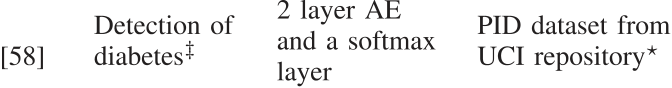 [58]
Detection of
diabetes‡
2 layer AE
and a softmax
layer
PID dataset from
UCI repository⋆